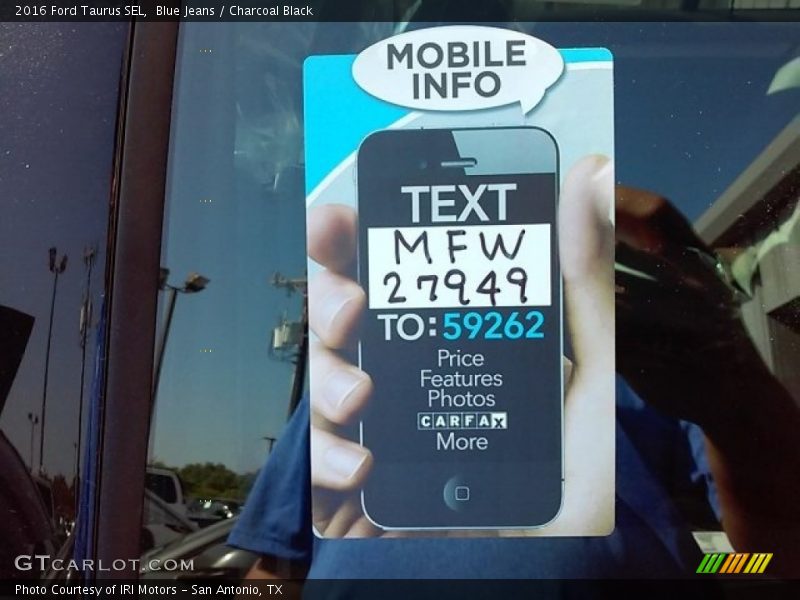 2016 Ford Taurus SEL, Blue Jeans / Charcoal Black
MOBILE
INFO
TEXT
MFW
27949
TO: 59262
Price
Features
Photos
CARFAX
More
GTCARLOT.COM
Photo Courtesy of IRI Motors - San Antonio, TX